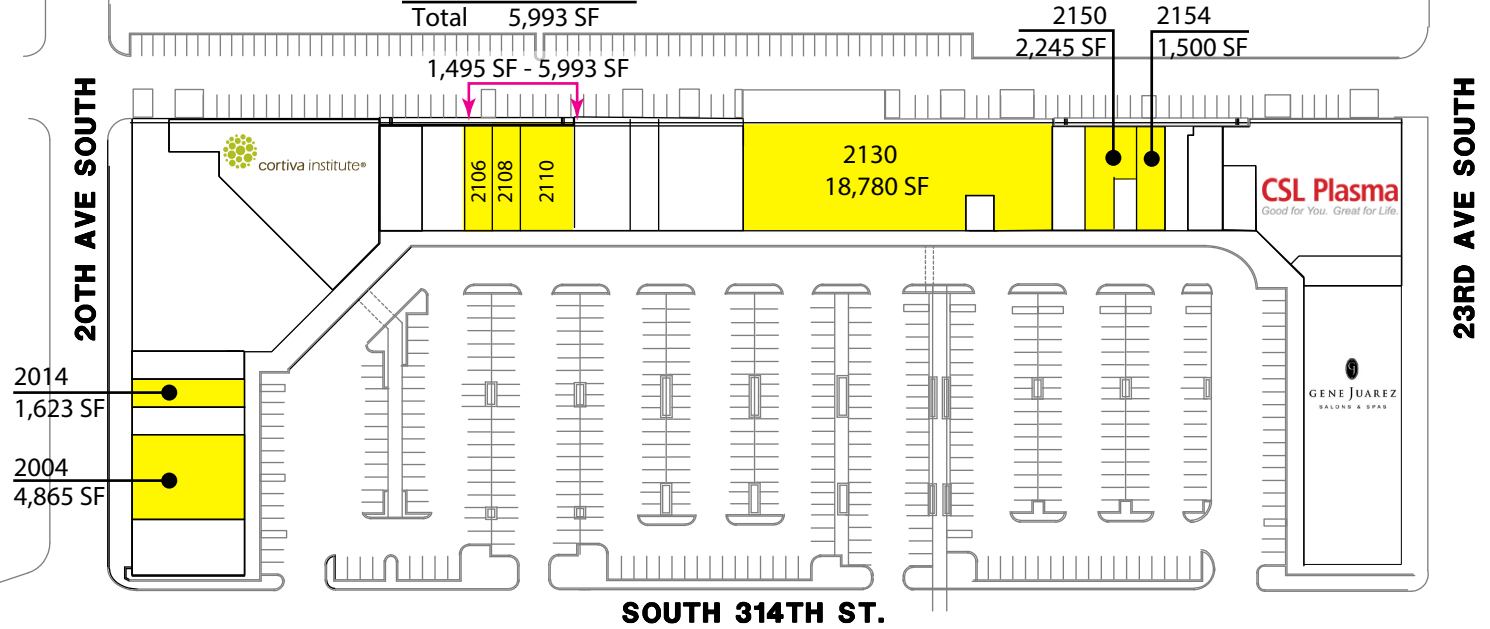 Total 5,993 SF
1,495 SF - 5,993 SF
2150
2,245 SF
2154
1,500 SF
20TH AVE SOUTH
cortiva institute®
2106
2108
2110
2130
18,780 SF
CSL Plasma
Good for You. Great for Life.
23RD AVE SOUTH
2014
1,623 SF
GENE JUAREZ
SALONS & SPAS
2004
4,865 SF
SOUTH 314TH ST.